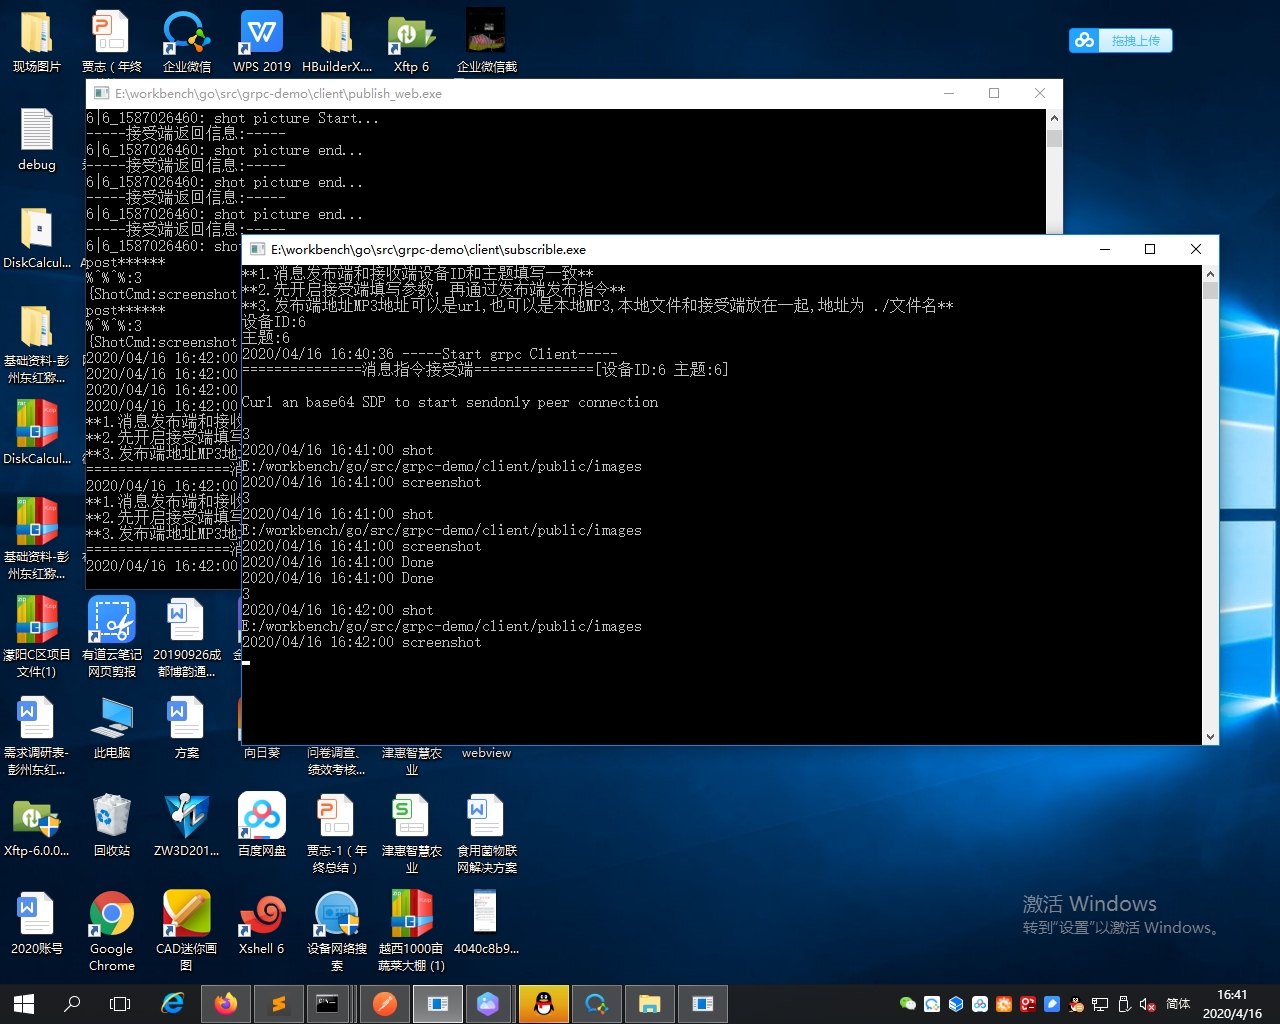 现场图片
贾志（年终
企业微信
WPS 2019
HBuilderX....
Xftp 6
企业微信截
拖拽上传
E:\workbench\go\src\grpc-demo\client\publish_web.exe
6|6_1587026460: shot picture Start...
-----接受端返回信息:-----
6|6_1587026460: shot picture end...
-----接受端返回信息:-----
6|6_1587026460: shot picture end...
-----接受端返回信息:-----
6|6_1587026460: shot picture end...
-----接受端返回信息:-----
6|6_1587026460: shot
post******
%^%^%:3
{ShotCmd:screenshot
post******
%^%^%:3
{ShotCmd:screenshot
2020/04/16 16:42:00
2020/04/16 16:42:00
2020/04/16 16:42:00
2020/04/16 16:42:00
**1.消息发布端和接收
**2.先开启接受端填写
**3.发布端地址MP3地址
==================消
2020/04/16 16:42:00
**1.消息发布端和接收
**2.先开启接受端填写
**3.发布端地址MP3地址
==================消
2020/04/16 16:42:00
E:\workbench\go\src\grpc-demo\client\subscrible.exe
**1.消息发布端和接收端设备ID和主题填写一致**
**2.先开启接受端填写参数, 再通过发布端发布指令**
**3.发布端地址MP3地址可以是url,也可以是本地MP3,本地文件和接受端放在一起,地址为 ./文件名**
设备ID:6
主题:6
2020/04/16 16:40:36 -----Start grpc Client-----
===============消息指令接受端===============[设备ID:6 主题:6]
Curl an base64 SDP to start sendonly peer connection
3
2020/04/16 16:41:00 shot
E:/workbench/go/src/grpc-demo/client/public/images
2020/04/16 16:41:00 screenshot
3
2020/04/16 16:41:00 shot
E:/workbench/go/src/grpc-demo/client/public/images
2020/04/16 16:41:00 screenshot
2020/04/16 16:41:00 Done
2020/04/16 16:41:00 Done
3
2020/04/16 16:42:00 shot
E:/workbench/go/src/grpc-demo/client/public/images
2020/04/16 16:42:00 screenshot
debug
DiskCalcul...
基础资料-彭
州东红猕...
DiskCalcul...
基础资料-彭
州东红猕...
濛阳C区项目
文件(1)
有道云笔记
网页剪报
20190926成
都博韵通...
需求调研表-
彭州东红...
此电脑
方案
向日葵
问卷调查、
绩效考核...
津惠智慧农
业
webview
Xftp-6.0.0...
回收站
ZW3D201...
百度网盘
贾志-1（年
终总结）
津惠智慧农
业
食用菌物联
网解决方案
2020账号
Google
Chrome
CAD迷你画
图
Xshell 6
设备网络搜
索
越西1000亩
蔬菜大棚 (1)
4040c8b9...
激活 Windows
转到“设置”以激活 Windows。
简体
16:41
2020/4/16